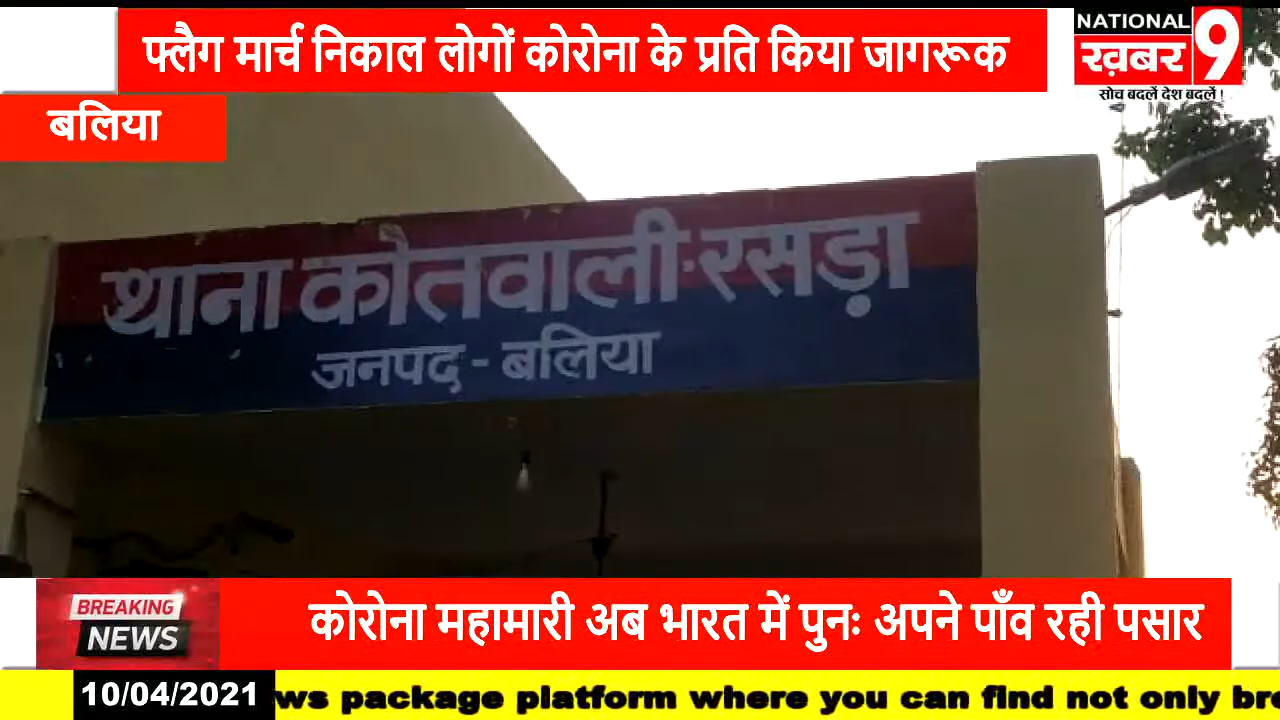 फ्लैग मार्च निकाल लोगों कोरोना के प्रति किया जागरूक
NATIONAL
ख़बर 9
सोच बदलें देश बदलें!
बलिया
थाना कोतवाली-रसड़ा
जनपद - बलिया
BREAKING
NEWS
कोरोना महामारी अब भारत में पुनः अपने पाँव रही पसार
10/04/2021
ws package platform where you can find not only bre